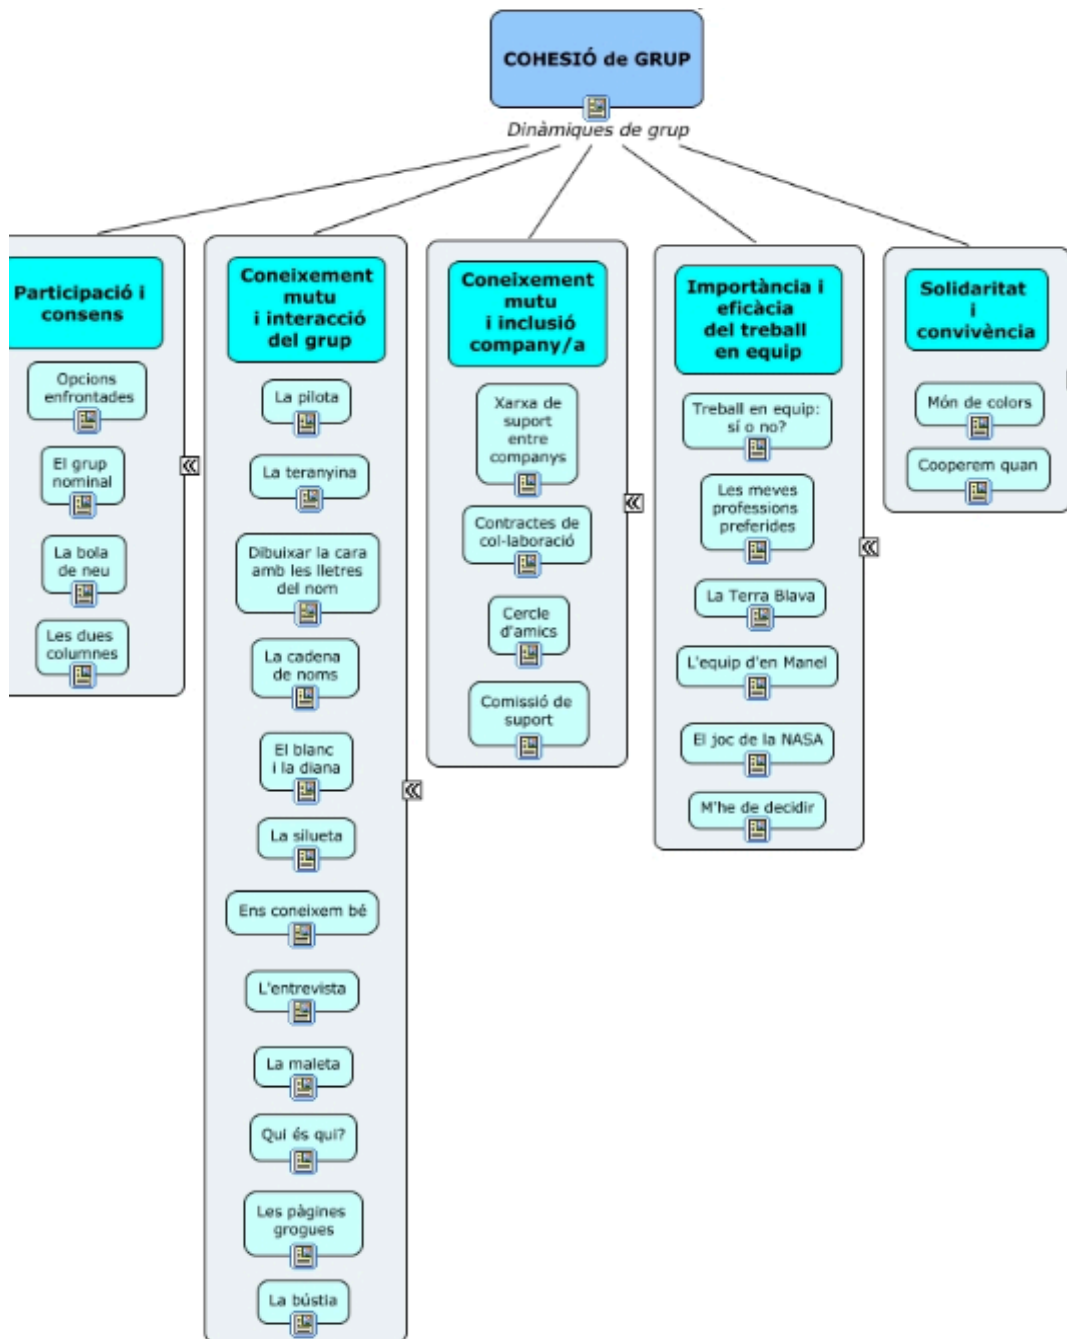 COHESIÓ de GRUP
Dinàmiques de grup
Participació i
consens
Opcions
enfrontades
El grup
nominal
La bola
de neu
Les dues
columnes
Coneixement
mutu
i interacció
del grup
La pilota
La teranyina
Dibuixar la cara
amb les lletres
del nom
La cadena
de noms
El blanc
i la diana
La silueta
Ens coneixem bé
L'entrevista
La maleta
Qui és qui?
Les pàgines
grogues
La bústia
Coneixement
mutu
i inclusió
company/a
Xarxa de
suport
entre
companys
Contractes de
col·laboració
Cercle
d'amics
Comissió de
suport
Importància i
eficàcia
del treball
en equip
Treball en equip:
sí o no?
Les meves
professions
preferides
La Terra Blava
L'equip d'en Manel
El joc de la NASA
M'he de decidir
Solidaritat
i
convivència
Món de colors
Cooperem quan